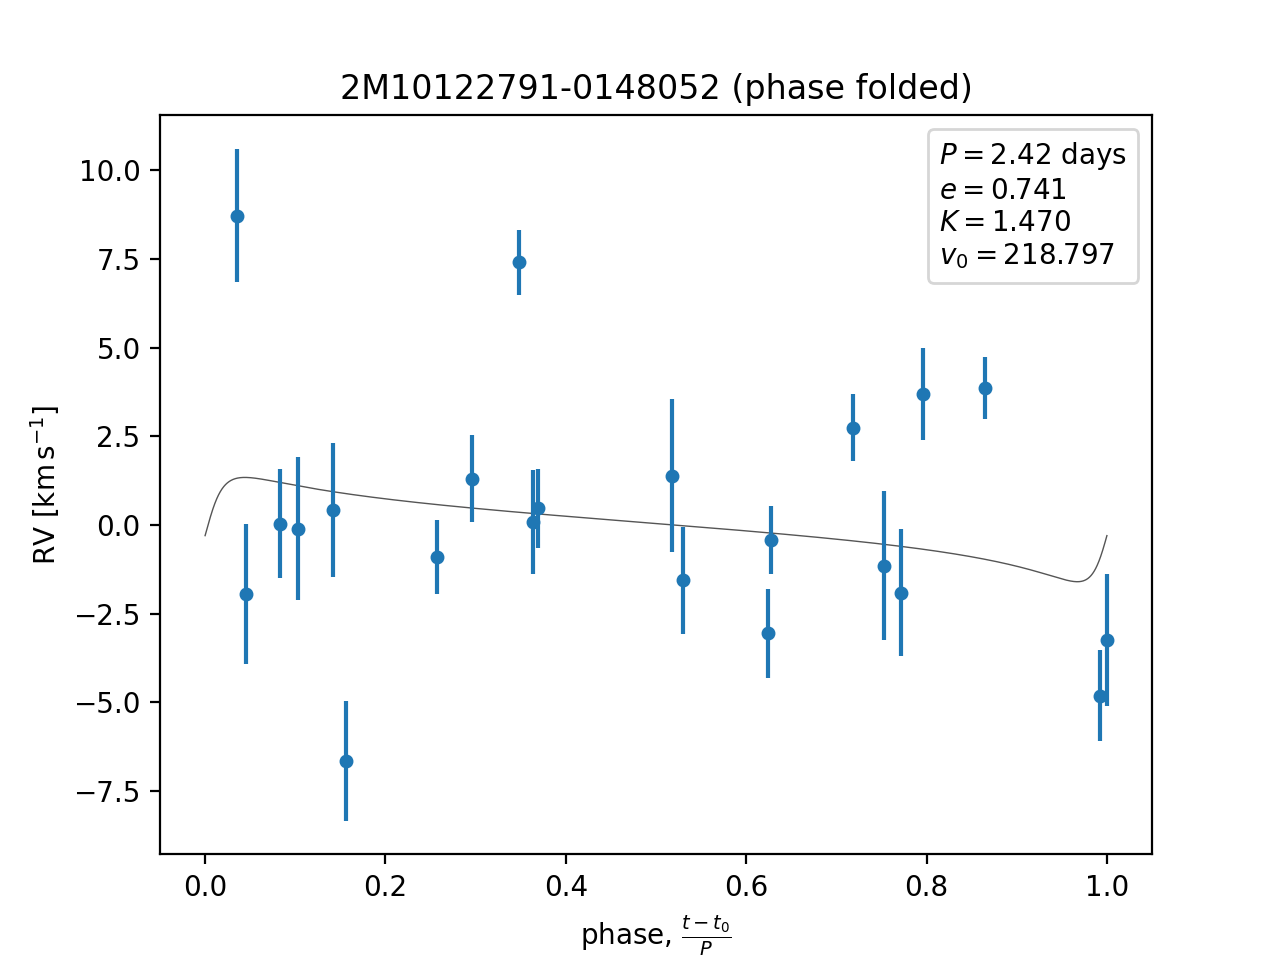 2M10122791-0148052 (phase folded)
P = 2.42 days
e = 0.741
K = 1.470
v₀ = 218.797
10.0
7.5
5.0
2.5
0.0
−2.5
−5.0
−7.5
RV [km s⁻¹]
0.0 0.2 0.4 0.6 0.8 1.0
phase, (t − t₀)/P